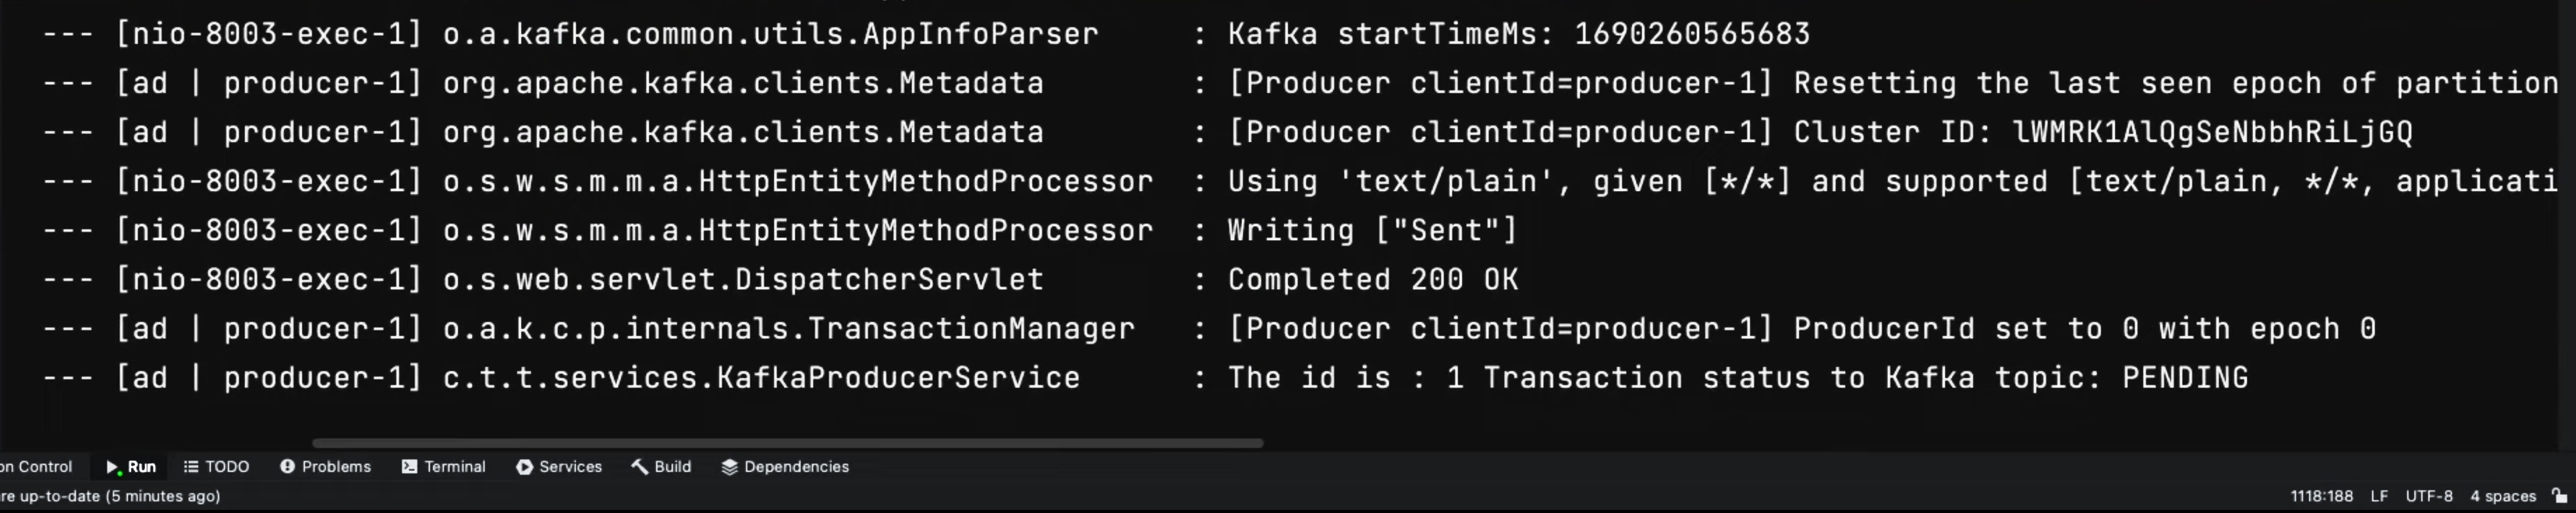 --- [nio-8003-exec-1] o.a.kafka.common.utils.AppInfoParser : Kafka startTimeMs: 1690260565683
--- [ad | producer-1] org.apache.kafka.clients.Metadata : [Producer clientId=producer-1] Resetting the last seen epoch of partition
--- [ad | producer-1] org.apache.kafka.clients.Metadata : [Producer clientId=producer-1] Cluster ID: lWMRK1AlQgSeNbbhRiLjGQ
--- [nio-8003-exec-1] o.s.w.s.m.m.a.HttpEntityMethodProcessor : Using 'text/plain', given [*/*] and supported [text/plain, */*, applicati
--- [nio-8003-exec-1] o.s.w.s.m.m.a.HttpEntityMethodProcessor : Writing ["Sent"]
--- [nio-8003-exec-1] o.s.web.servlet.DispatcherServlet : Completed 200 OK
--- [ad | producer-1] o.a.k.c.p.internals.TransactionManager : [Producer clientId=producer-1] ProducerId set to 0 with epoch 0
--- [ad | producer-1] c.t.t.services.KafkaProducerService : The id is : 1 Transaction status to Kafka topic: PENDING
on Control Run TODO Problems Terminal Services Build Dependencies
re up-to-date (5 minutes ago) 1118:188 LF UTF-8 4 spaces